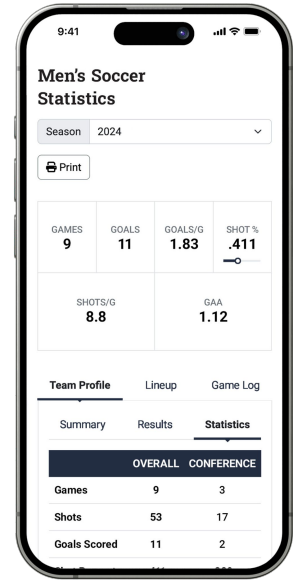 9:41
Men's Soccer
Statistics
Season 2024
Print
GAMES GOALS GOALS/G SHOT %
9 11 1.83 .411
SHOTS/G GAA
8.8 1.12
Team Profile Lineup Game Log
Summary Results Statistics
OVERALL CONFERENCE
Games 9 3
Shots 53 17
Goals Scored 11 2